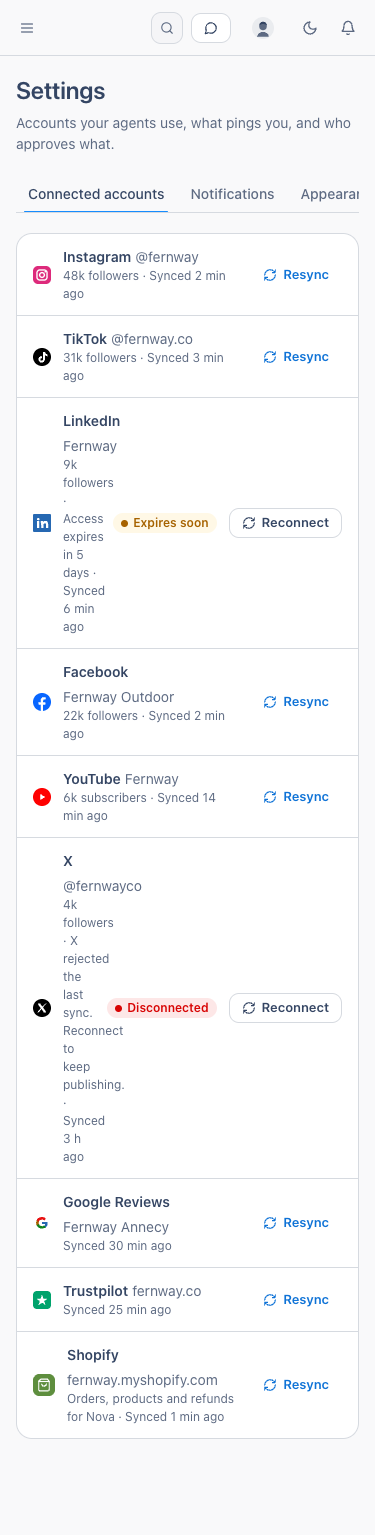 Settings
Accounts your agents use, what pings you, and who
approves what.
Connected accounts Notifications Appearan
Instagram @fernway
48k followers · Synced 2 min
ago
Resync
TikTok @fernway.co
31k followers · Synced 3 min
ago
Resync
LinkedIn
Fernway
9k
followers
·
Access
expires
in 5
days ·
Synced
6 min
ago
Expires soon
Reconnect
Facebook
Fernway Outdoor
22k followers · Synced 2 min
ago
Resync
YouTube Fernway
6k subscribers · Synced 14
min ago
Resync
X
@fernwayco
4k
followers
· X
rejected
the
last
sync.
Reconnect
to
keep
publishing.
·
Synced
3 h
ago
Disconnected
Reconnect
Google Reviews
Fernway Annecy
Synced 30 min ago
Resync
Trustpilot fernway.co
Synced 25 min ago
Resync
Shopify
fernway.myshopify.com
Orders, products and refunds
for Nova · Synced 1 min ago
Resync